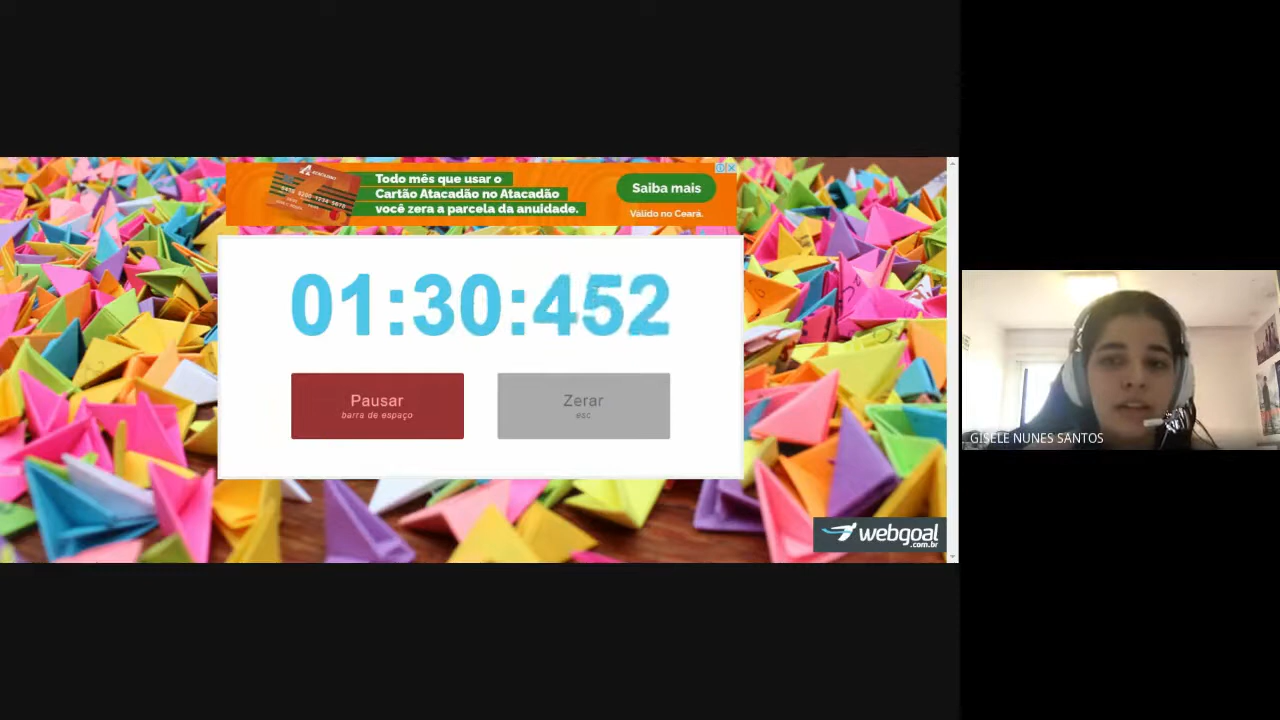 Todo mês que usar o
Cartão Atacadão no Atacadão
você zera a parcela da anuidade.
Saiba mais
Válido no Ceará.
01:30:452
Pausar
barra de espaço
Zerar
esc
webgoal
.com.br
GISELE NUNES SANTOS